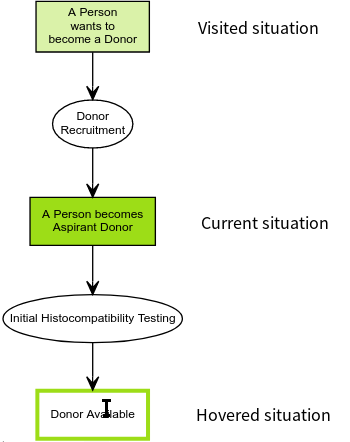 A Person
wants to
become a Donor
Visited situation
Donor
Recruitment
A Person becomes
Aspirant Donor
Current situation
Initial Histocompatibility Testing
Donor Available
Hovered situation